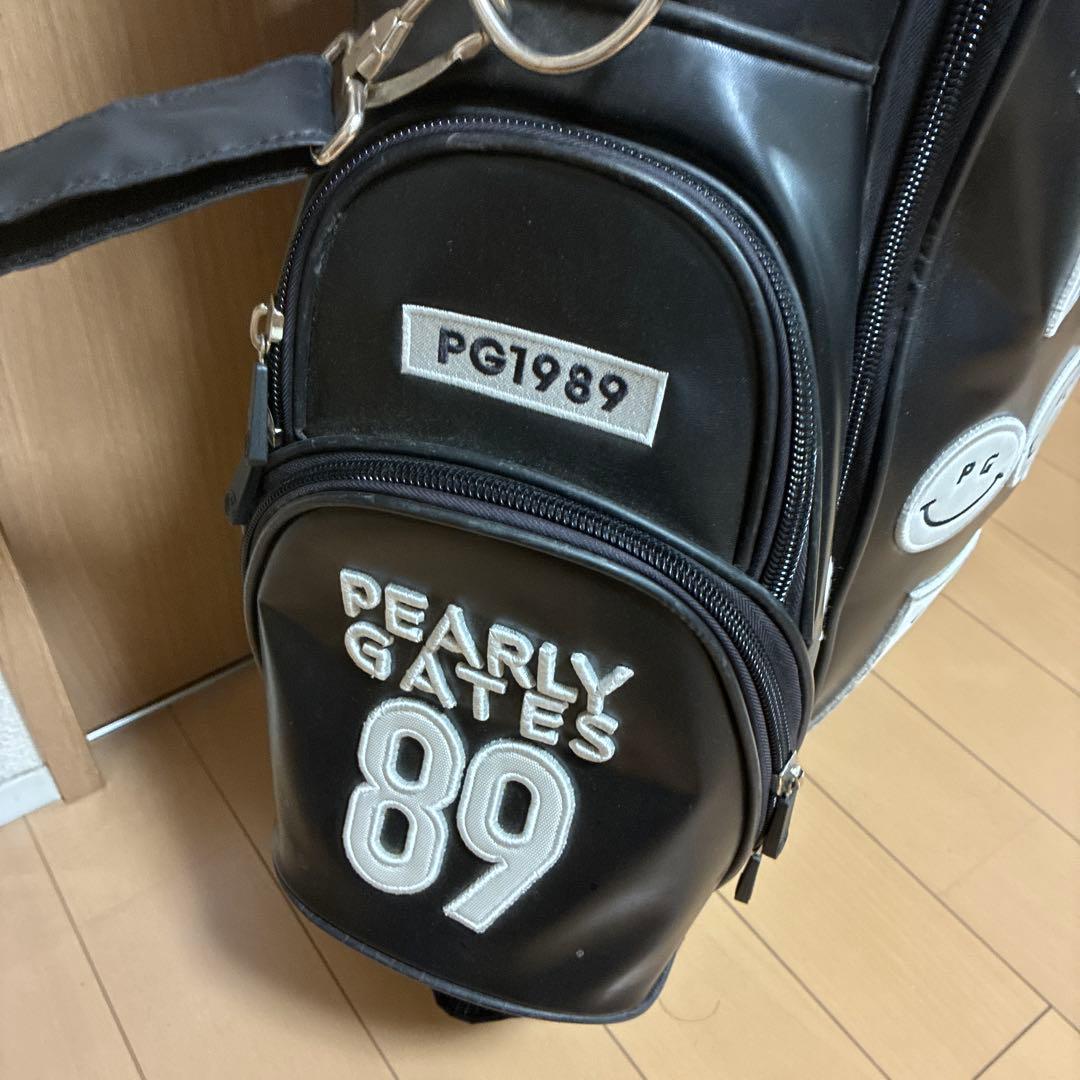 PG1989
PG
PEARLY
GATES
89